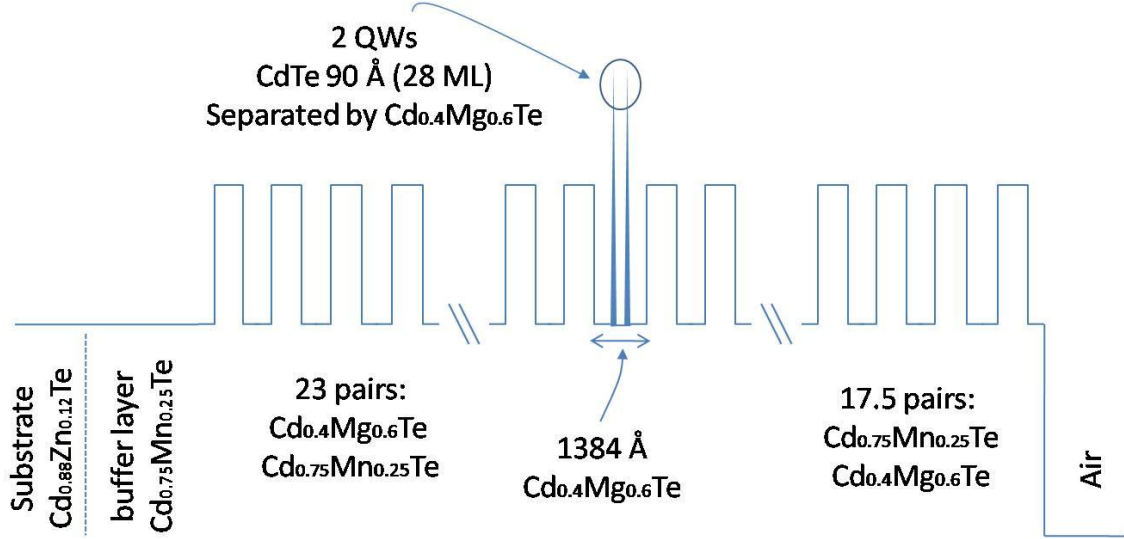 2 QWs
CdTe 90 Å (28 ML)
Separated by Cd0.4Mg0.6Te
Substrate
Cd0.88Zn0.12Te
buffer layer
Cd0.75Mn0.25Te
23 pairs:
Cd0.4Mg0.6Te
Cd0.75Mn0.25Te
1384 Å
Cd0.4Mg0.6Te
17.5 pairs:
Cd0.75Mn0.25Te
Cd0.4Mg0.6Te
Air